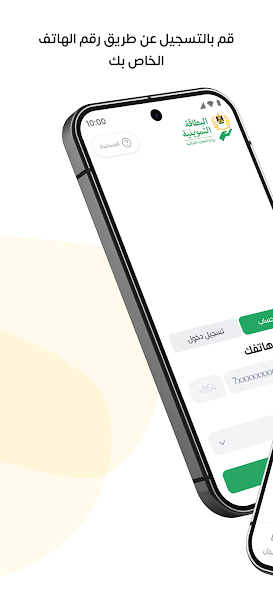 قم بالتسجيل عن طريق رقم الهاتف
الخاص بك
10:00
المساعدة
البطاقة
التموينية
وزارة التجارة العراقية
تسجيل دخول
حساب
هاتفك
+964
7xxxxxxxxx